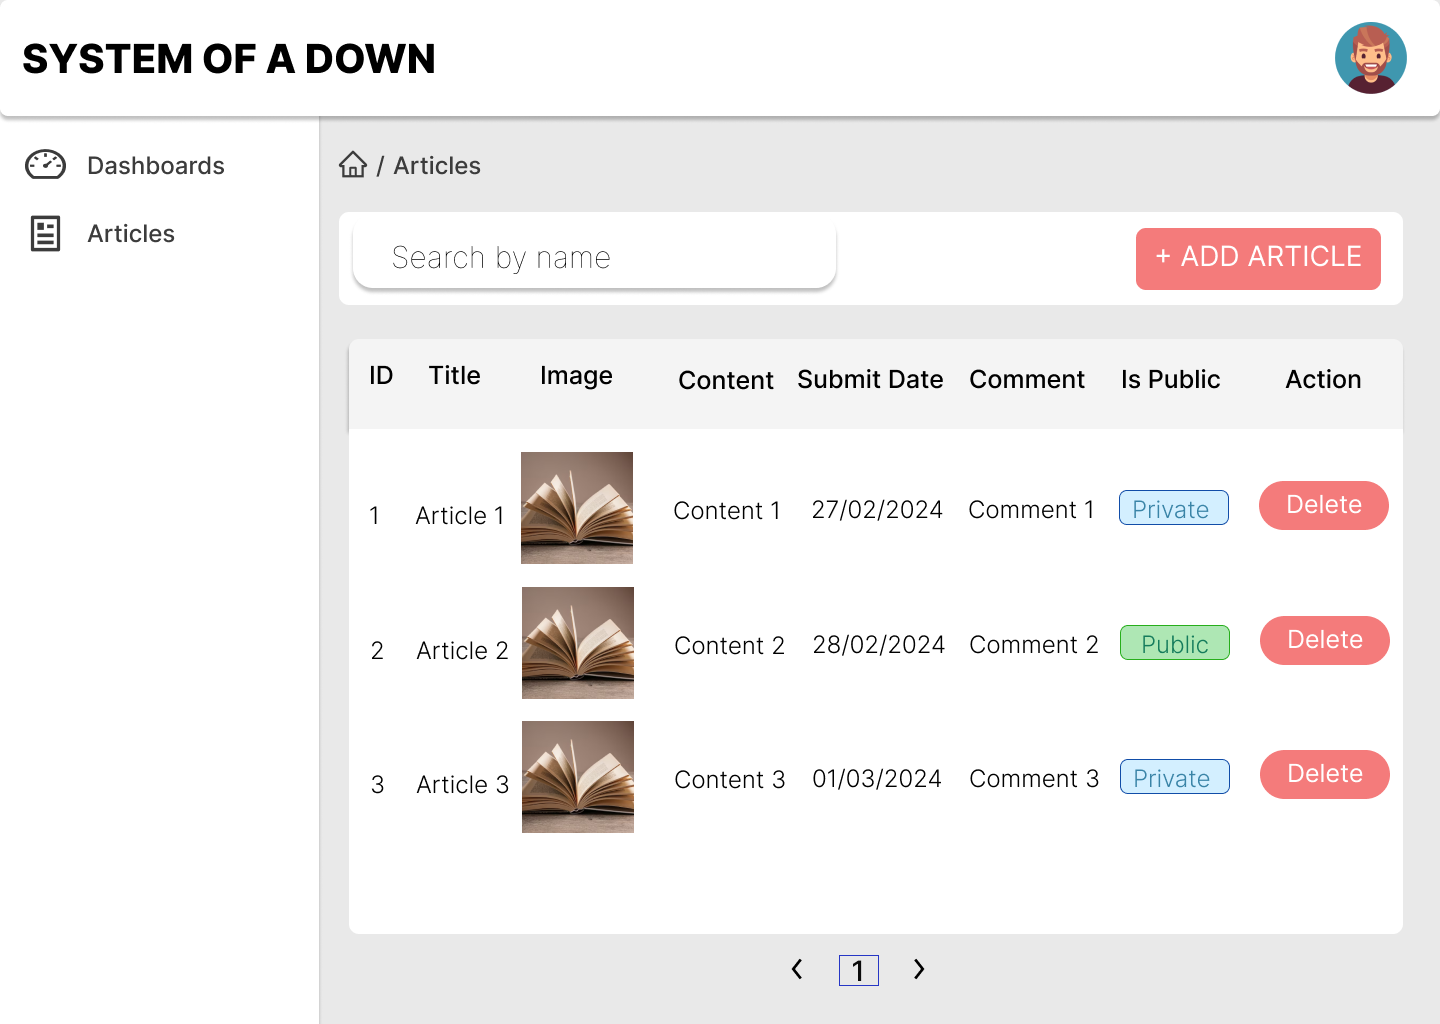 SYSTEM OF A DOWN
Dashboards
Articles
/ Articles
Search by name
+ ADD ARTICLE
ID Title Image Content Submit Date Comment Is Public Action
1 Article 1 Content 1 27/02/2024 Comment 1 Private Delete
2 Article 2 Content 2 28/02/2024 Comment 2 Public Delete
3 Article 3 Content 3 01/03/2024 Comment 3 Private Delete
1